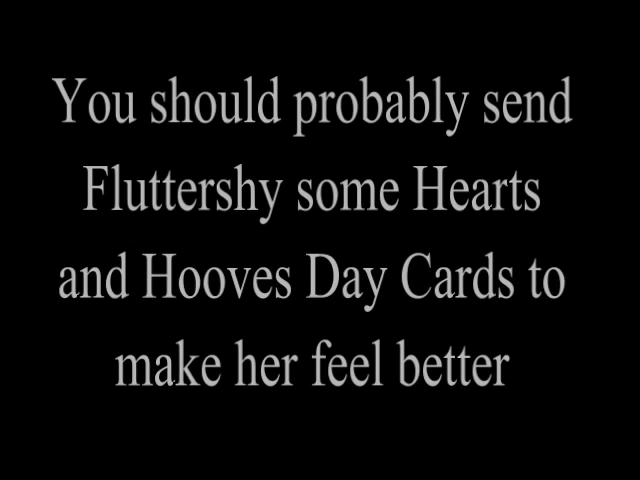 You should probably send
Fluttershy some Hearts
and Hooves Day Cards to
make her feel better